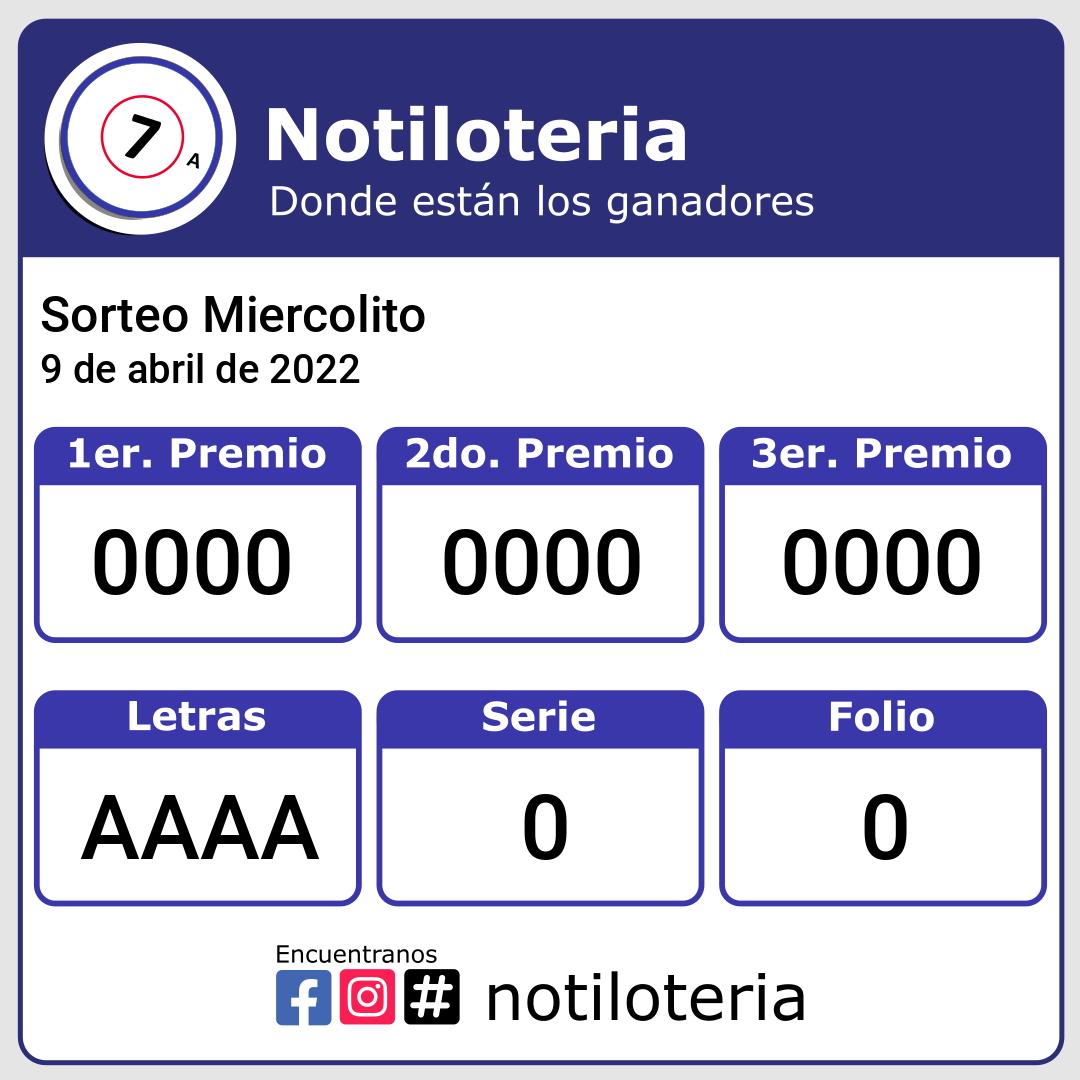 7
A
Notiloteria
Donde están los ganadores
Sorteo Miercolito
9 de abril de 2022
1er. Premio 2do. Premio 3er. Premio
0000 0000 0000
Letras Serie Folio
AAAA 0 0
Encuentranos
f # notiloteria